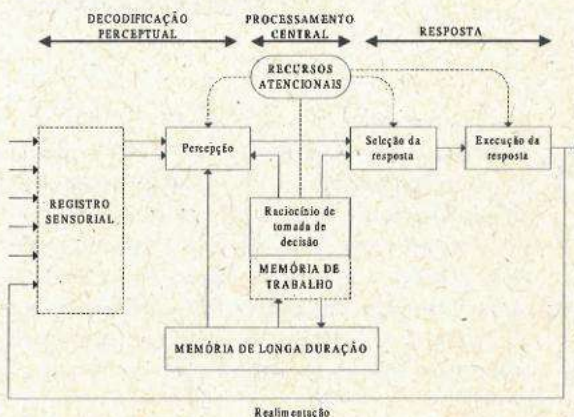 DECODIFICAÇÃO
PERCEPTUAL
PROCESSAMENTO
CENTRAL
RESPOSTA
RECURSOS
ATENCIONAIS
REGISTRO
SENSORIAL
Percepção
Seleção da
resposta
Execução da
resposta
Raciocínio de
tomada de
decisão
MEMÓRIA DE
TRABALHO
MEMÓRIA DE LONGA DURAÇÃO
Realimentação